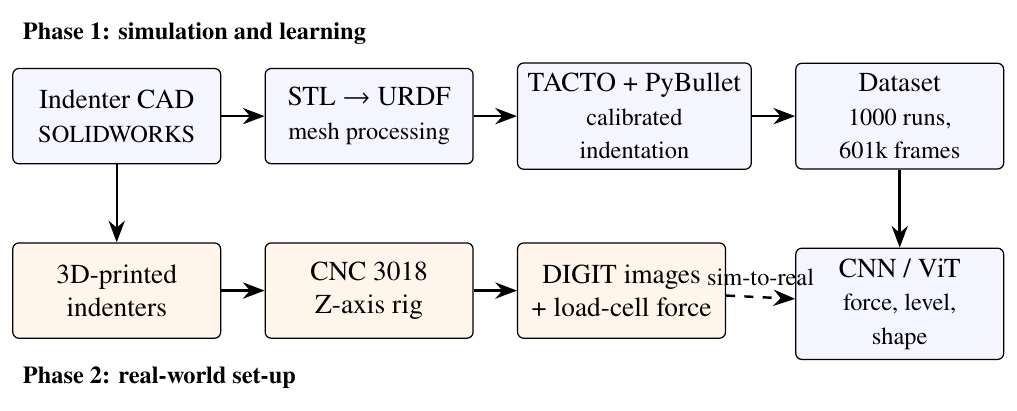 Phase 1: simulation and learning
Indenter CAD
SOLIDWORKS
STL → URDF
mesh processing
TACTO + PyBullet
calibrated
indentation
Dataset
1000 runs,
601k frames
3D-printed
indenters
CNC 3018
Z-axis rig
DIGIT images
+ load-cell force
sim-to-real
CNN / ViT
force, level,
shape
Phase 2: real-world set-up